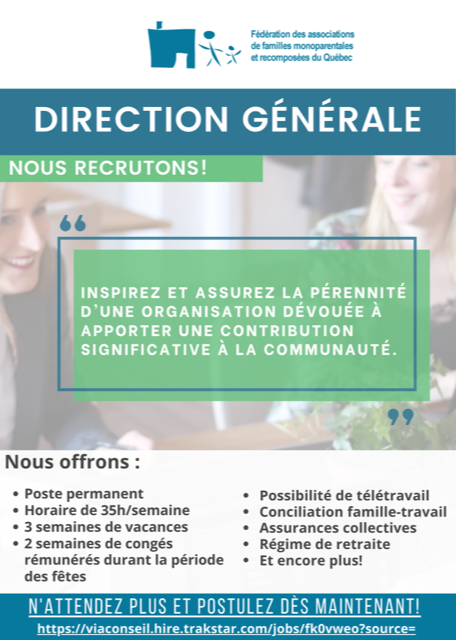 Fédération des associations
de familles monoparentales
et recomposées du Québec
DIRECTION GÉNÉRALE
NOUS RECRUTONS!
“
INSPIREZ ET ASSUREZ LA PÉRENNITÉ
D'UNE ORGANISATION DÉVOUÉE À
APPORTER UNE CONTRIBUTION
SIGNIFICATIVE À LA COMMUNAUTÉ.
”
Nous offrons :
• Poste permanent
• Horaire de 35h/semaine
• 3 semaines de vacances
• 2 semaines de congés
rémunérés durant la période
des fêtes
• Possibilité de télétravail
• Conciliation famille-travail
• Assurances collectives
• Régime de retraite
• Et encore plus!
N'ATTENDEZ PLUS ET POSTULEZ DÈS MAINTENANT!
https://viaconseil.hire.trakstar.com/jobs/fk0vweo?source=